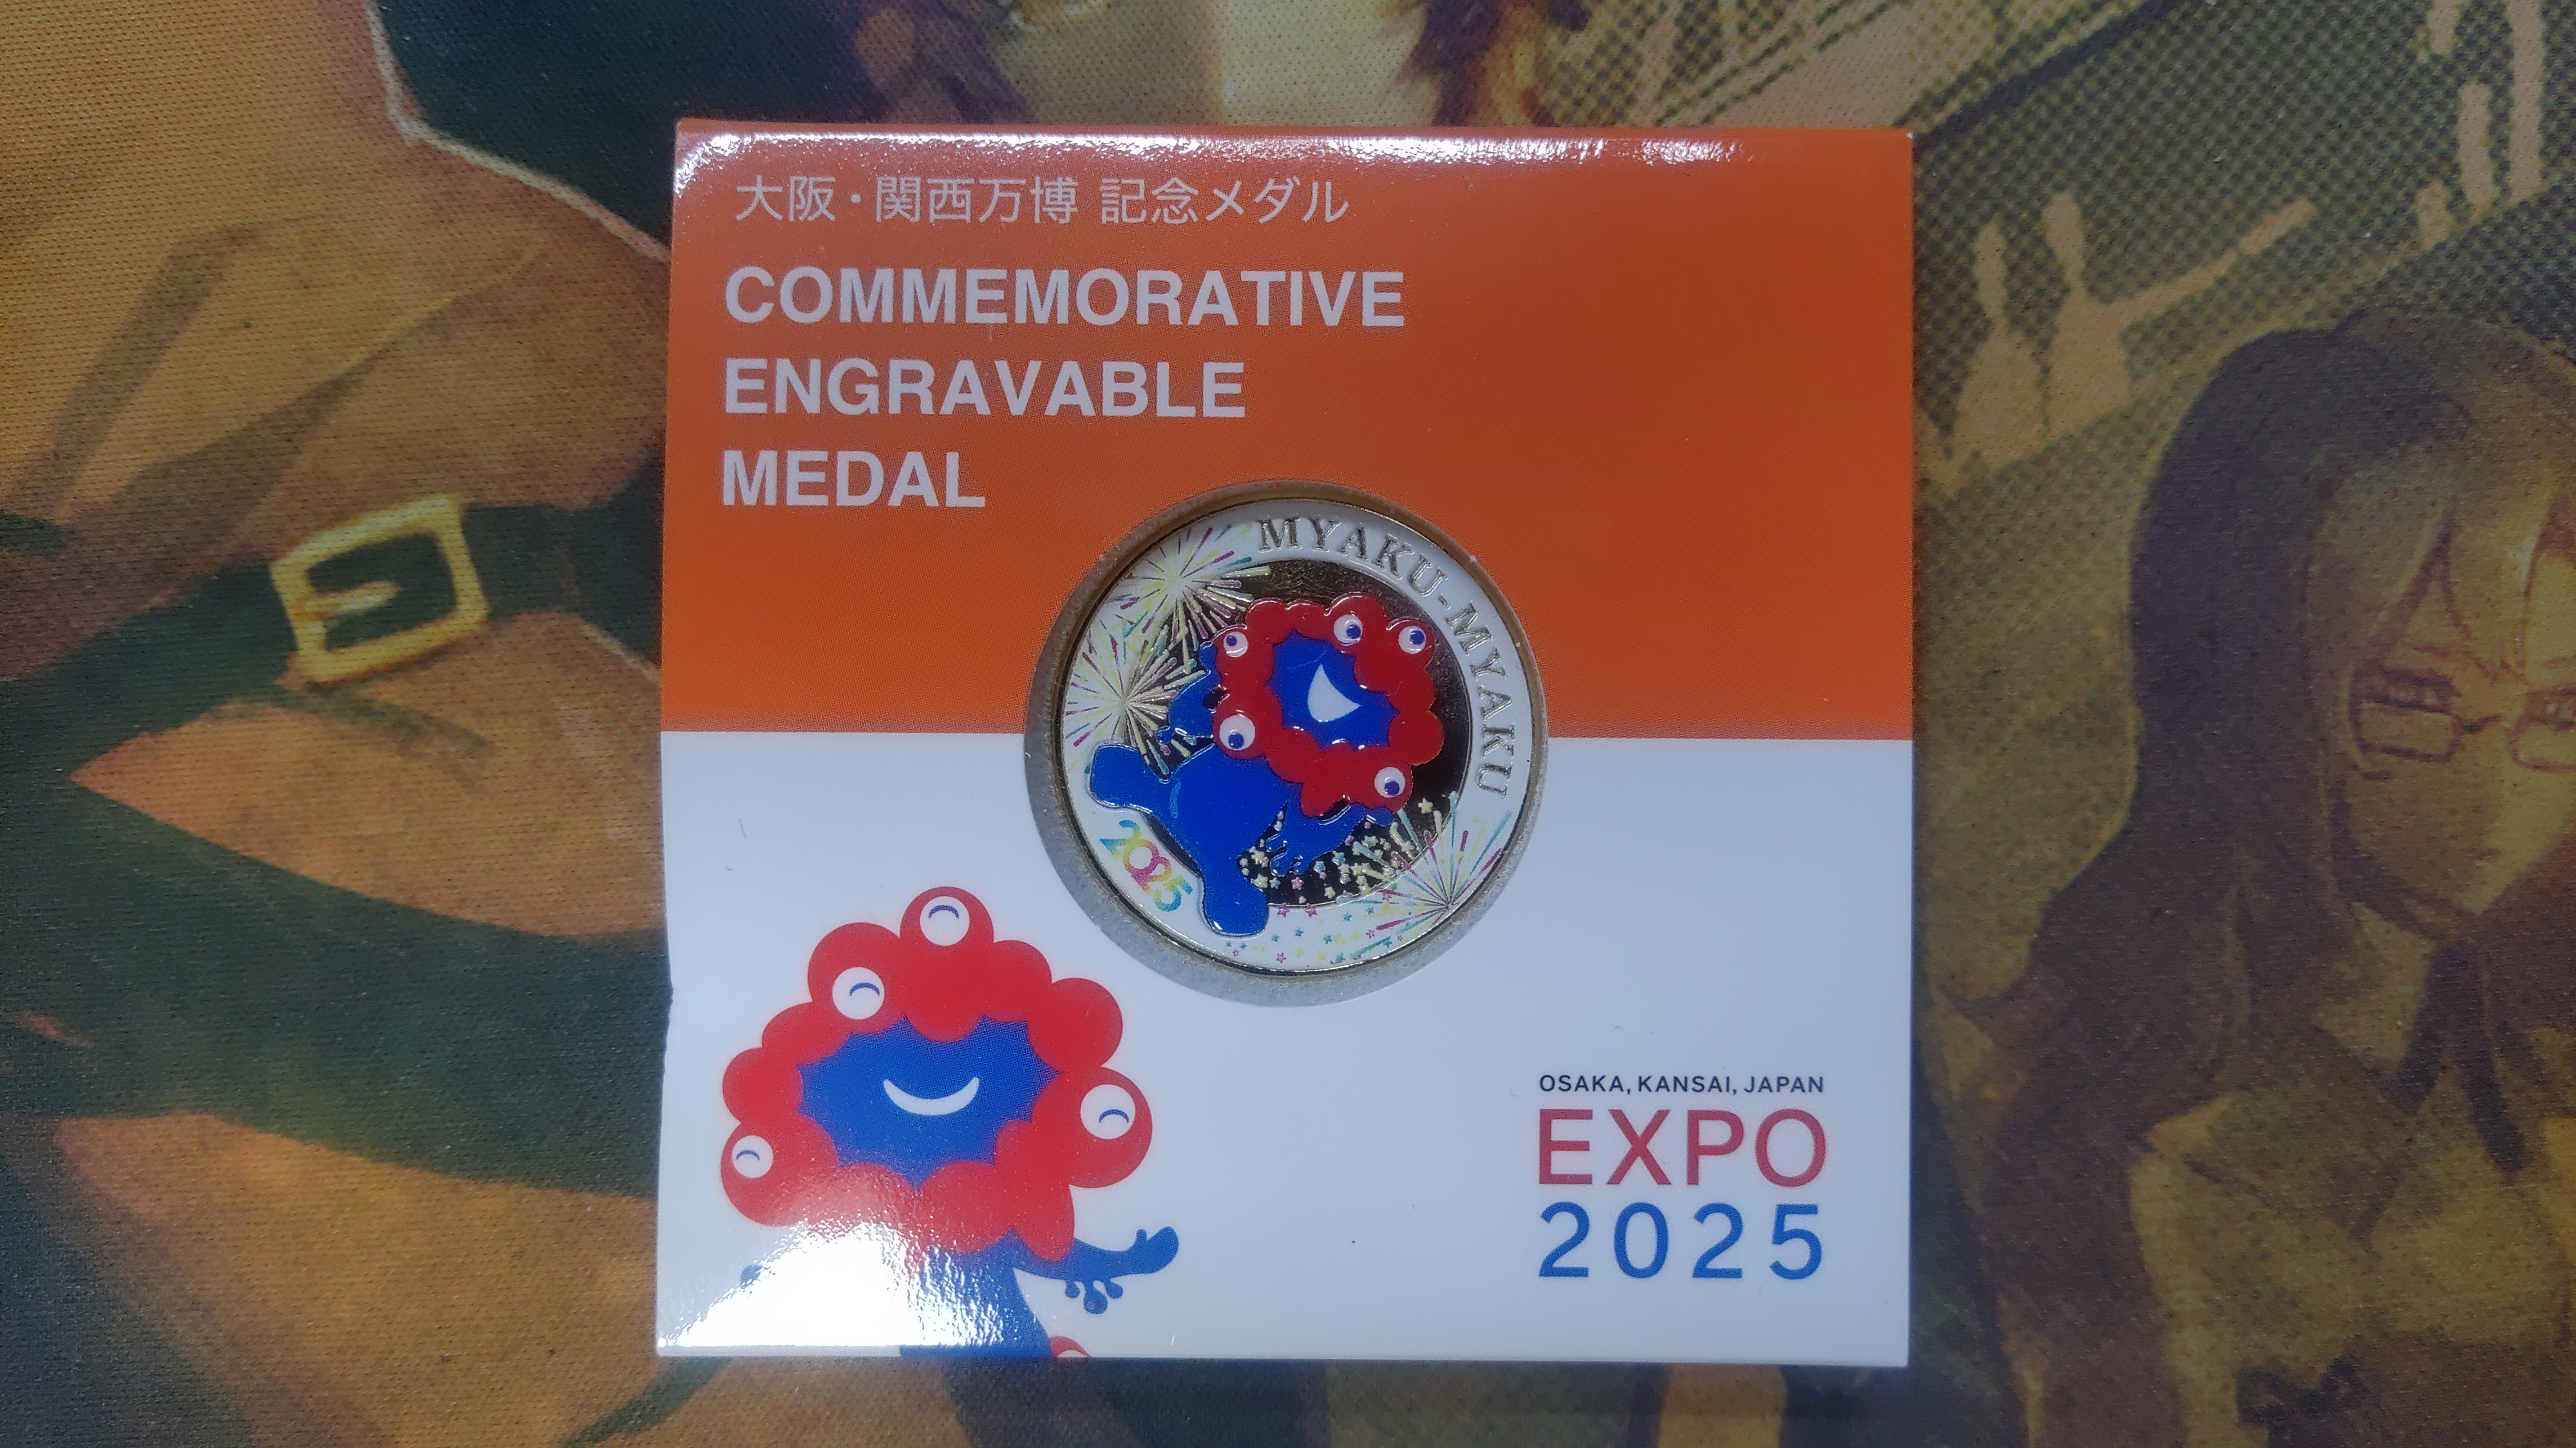 大阪・関西万博 記念メダル
COMMEMORATIVE
ENGRAVABLE
MEDAL
MYAKU-MYAKU
2025
OSAKA, KANSAI, JAPAN
EXPO
2025